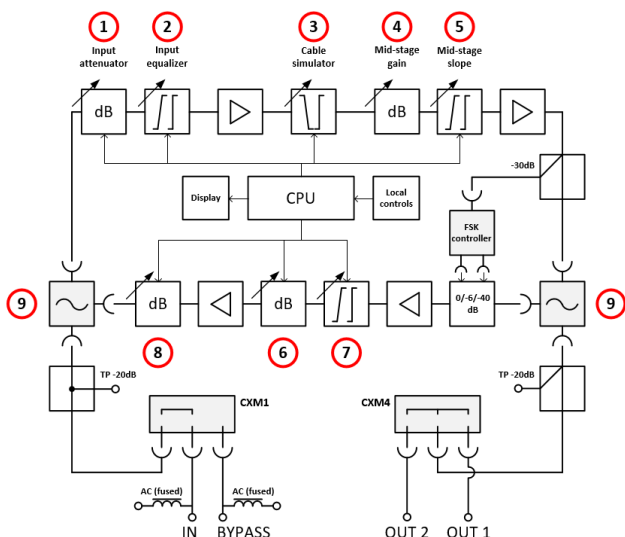 1
2
3
4
5
Input
attenuator
Input
equalizer
Cable
simulator
Mid-stage
gain
Mid-stage
slope
dB
dB
-30dB
Display
CPU
Local
controls
FSK
controller
9
dB
dB
0/-6/-40
dB
9
8
6
7
TP -20dB
CXM1
CXM4
TP -20dB
AC (fused)
AC (fused)
IN
BYPASS
OUT 2
OUT 1